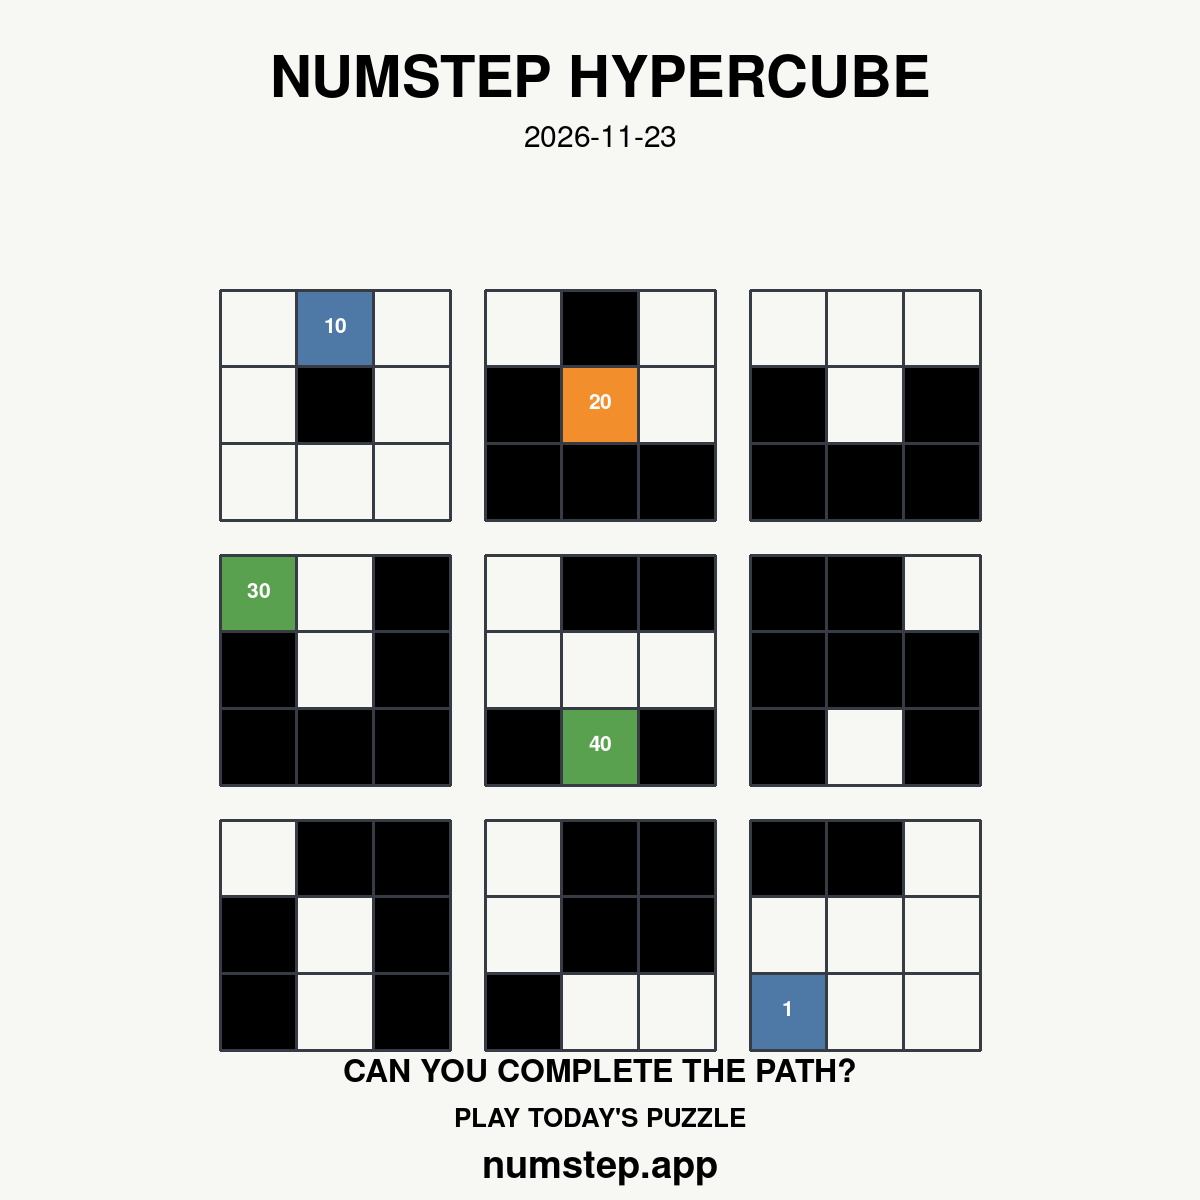 NUMSTEP HYPERCUBE
2026-11-23
10
20
30
40
1
CAN YOU COMPLETE THE PATH?
PLAY TODAY'S PUZZLE
numstep.app